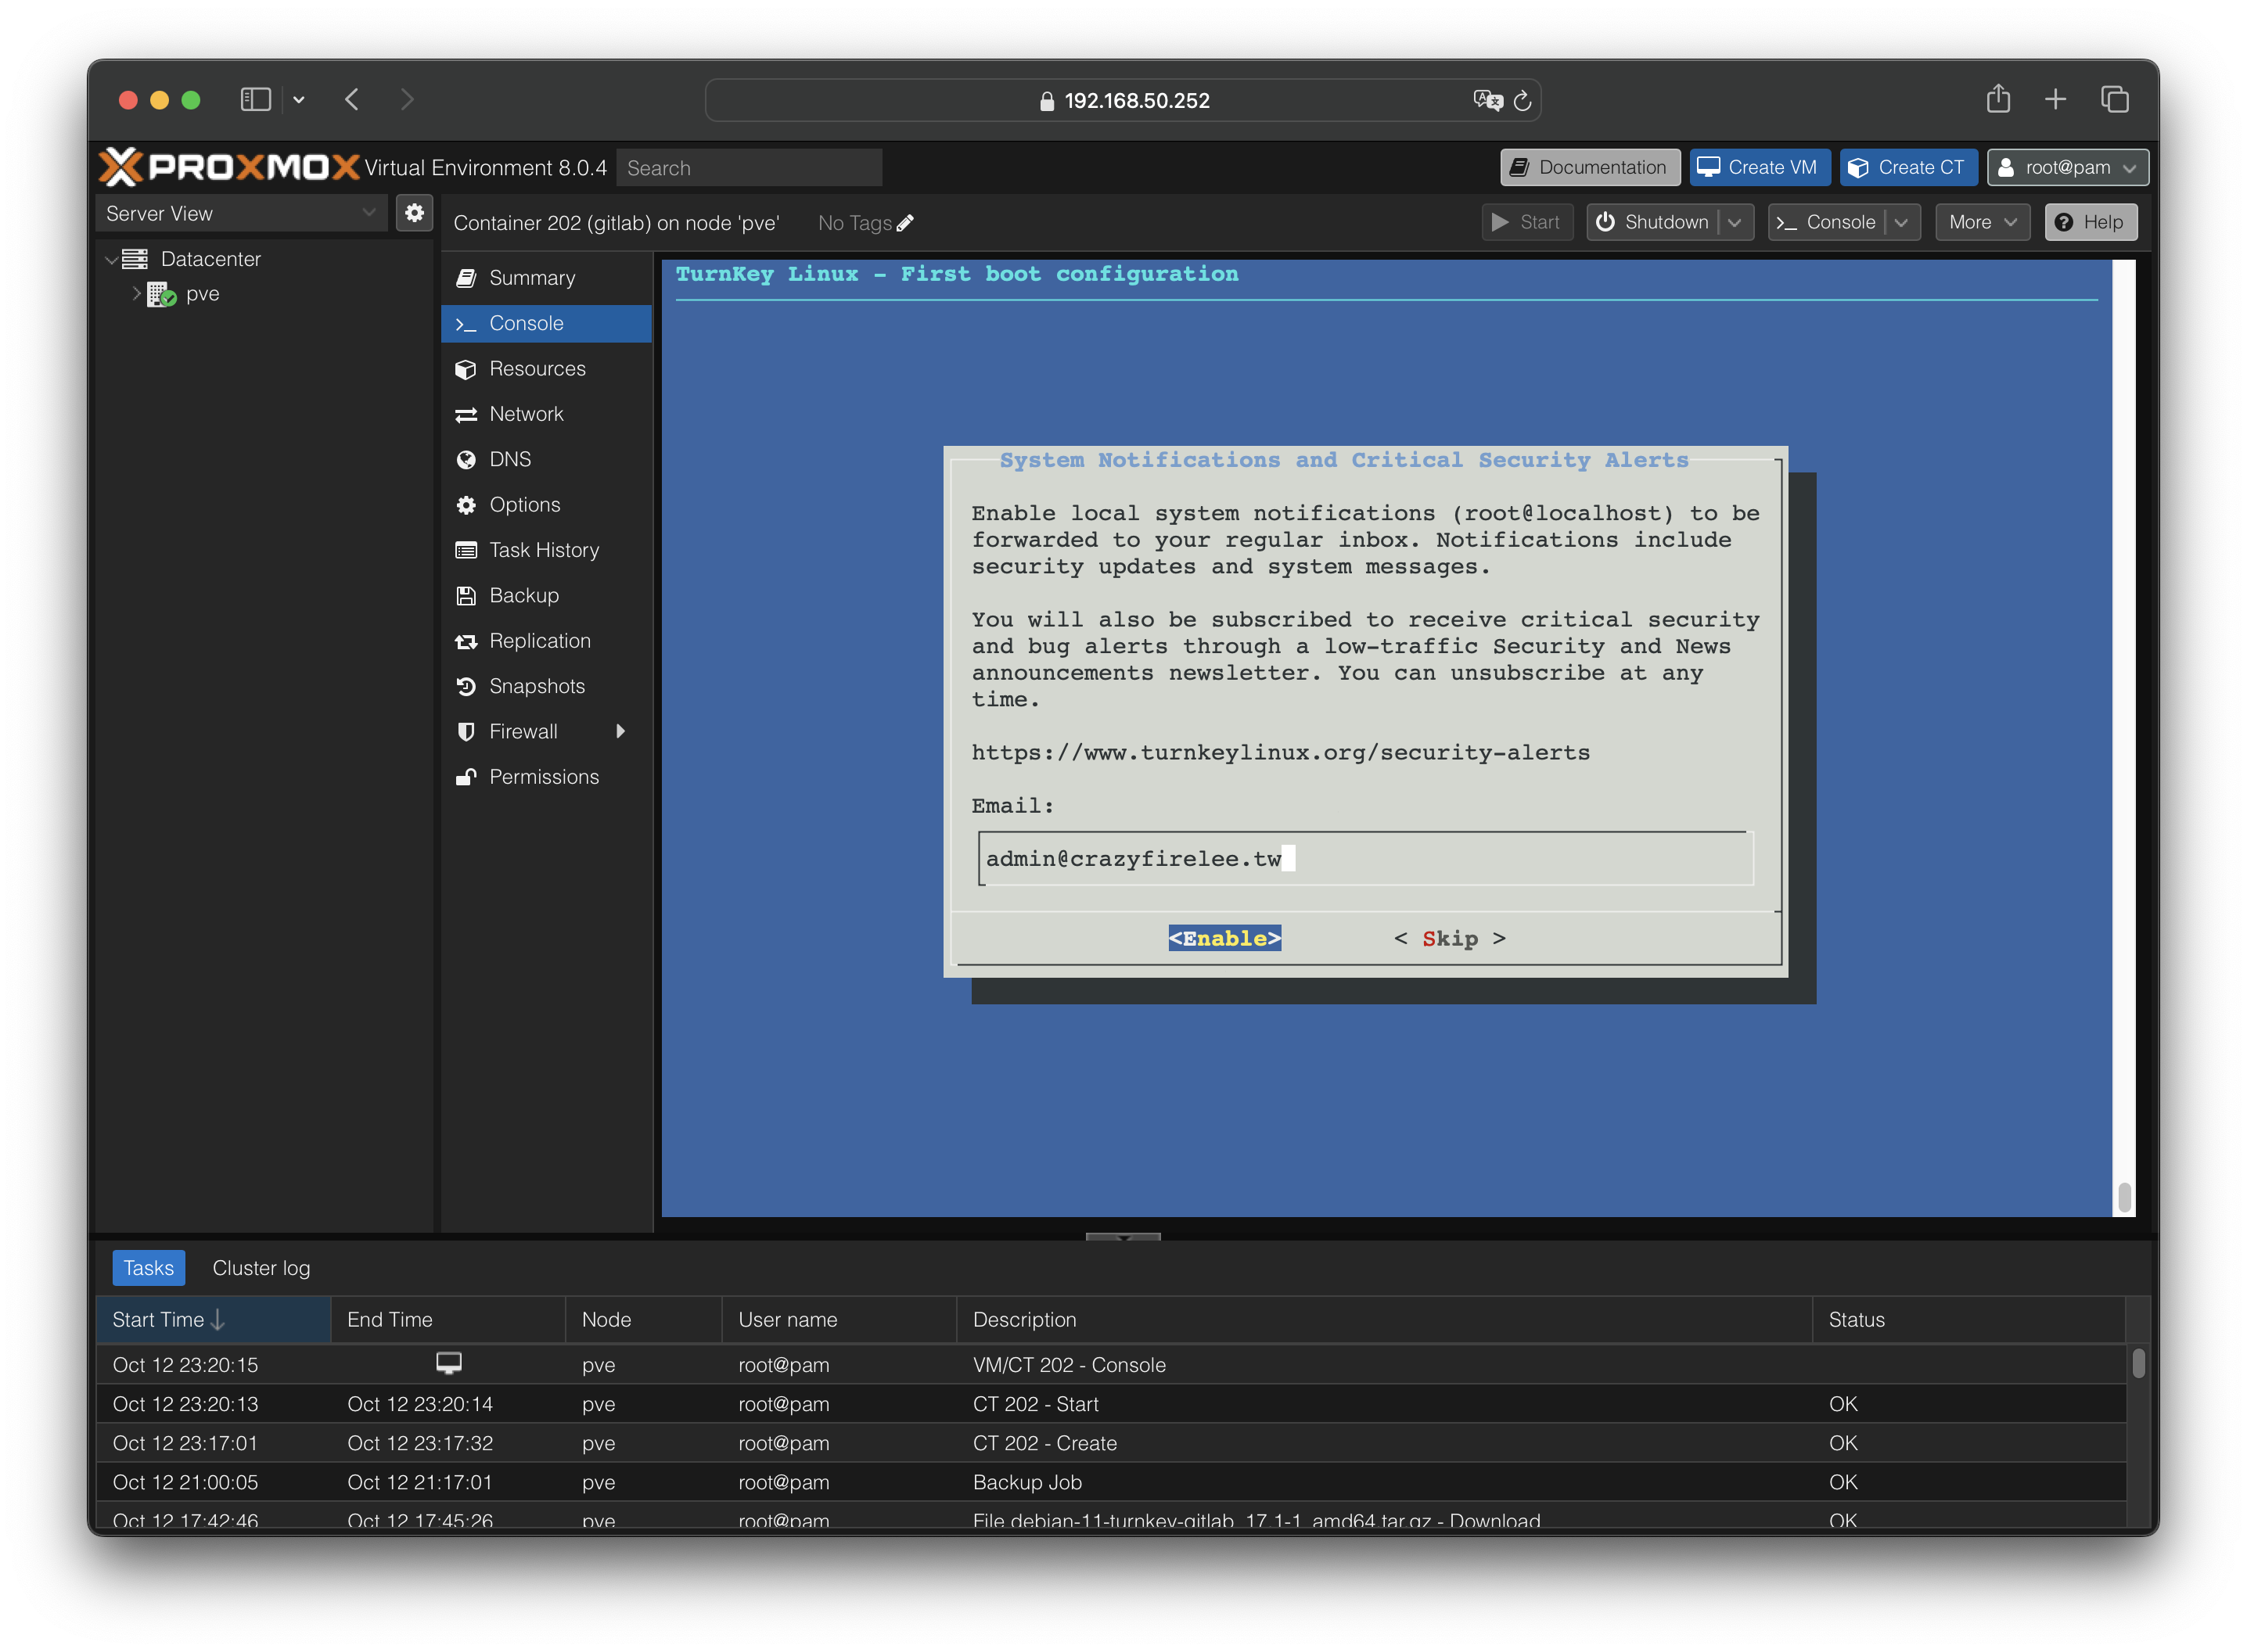 192.168.50.252
PROXMOX Virtual Environment 8.0.4 Search Documentation Create VM Create CT root@pam
Server View
Container 202 (gitlab) on node 'pve' No Tags Start Shutdown Console More Help
Datacenter
pve
Summary
Console
Resources
Network
DNS
Options
Task History
Backup
Replication
Snapshots
Firewall
Permissions
TurnKey Linux - First boot configuration
System Notifications and Critical Security Alerts
Enable local system notifications (root@localhost) to be
forwarded to your regular inbox. Notifications include
security updates and system messages.
You will also be subscribed to receive critical security
and bug alerts through a low-traffic Security and News
announcements newsletter. You can unsubscribe at any
time.
https://www.turnkeylinux.org/security-alerts
Email:
admin@crazyfirelee.tw
<Enable> < Skip >
Tasks Cluster log
Start Time End Time Node User name Description Status
Oct 12 23:20:15 pve root@pam VM/CT 202 - Console
Oct 12 23:20:13 Oct 12 23:20:14 pve root@pam CT 202 - Start OK
Oct 12 23:17:01 Oct 12 23:17:32 pve root@pam CT 202 - Create OK
Oct 12 21:00:05 Oct 12 21:17:01 pve root@pam Backup Job OK
Oct 12 17:42:46 Oct 12 17:45:26 pve root@pam File debian-11-turnkey-gitlab_17.1-1_amd64.tar.gz - Download OK